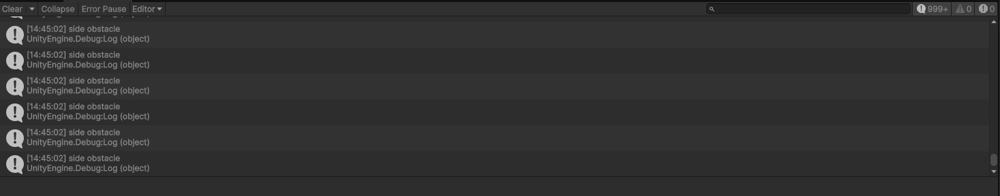 Clear Collapse Error Pause Editor 999+ 0 0
[14:45:02] side obstacle
UnityEngine.Debug:Log (object)
[14:45:02] side obstacle
UnityEngine.Debug:Log (object)
[14:45:02] side obstacle
UnityEngine.Debug:Log (object)
[14:45:02] side obstacle
UnityEngine.Debug:Log (object)
[14:45:02] side obstacle
UnityEngine.Debug:Log (object)
[14:45:02] side obstacle
UnityEngine.Debug:Log (object)